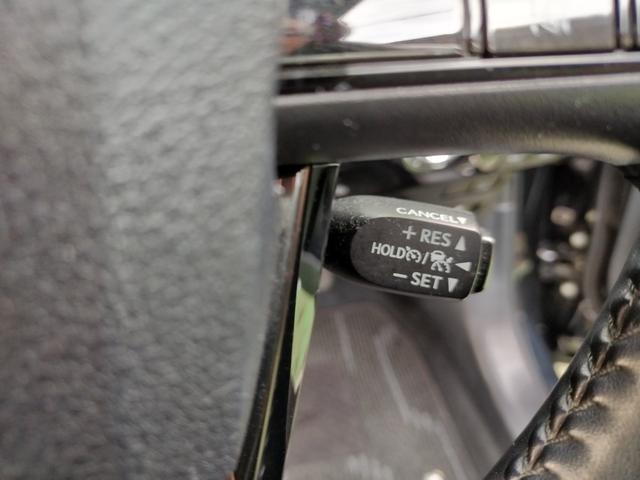 CANCEL
+ RES
HOLD /
− SET